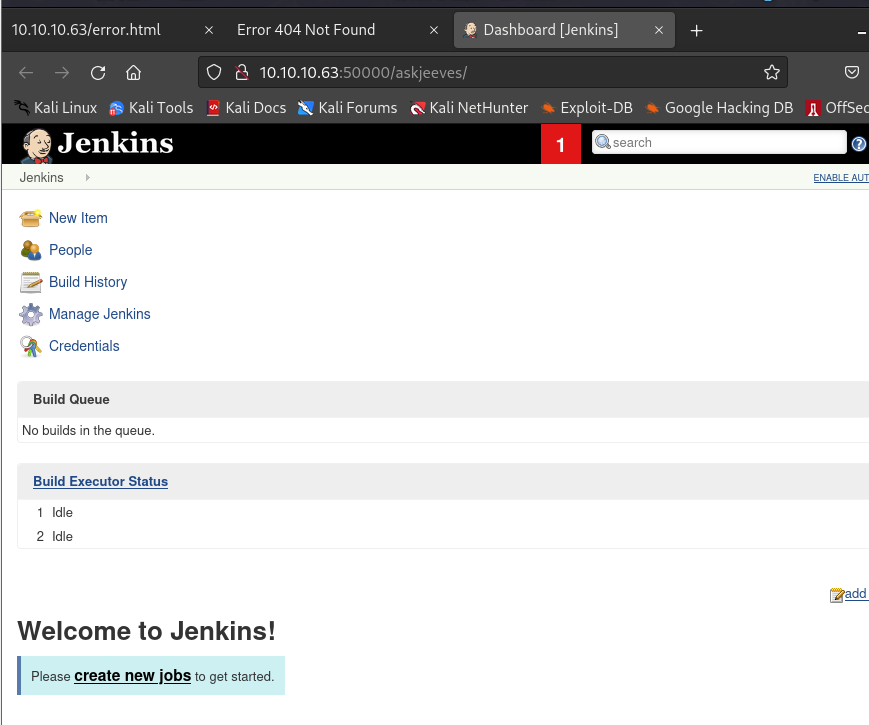 10.10.10.63/error.html
Error 404 Not Found
Dashboard [Jenkins]
10.10.10.63:50000/askjeeves/
Kali Linux Kali Tools Kali Docs Kali Forums Kali NetHunter Exploit-DB Google Hacking DB OffSec
Jenkins 1 search
Jenkins ENABLE AUT
New Item
People
Build History
Manage Jenkins
Credentials
Build Queue
No builds in the queue.
Build Executor Status
1 Idle
2 Idle
add
Welcome to Jenkins!
Please create new jobs to get started.